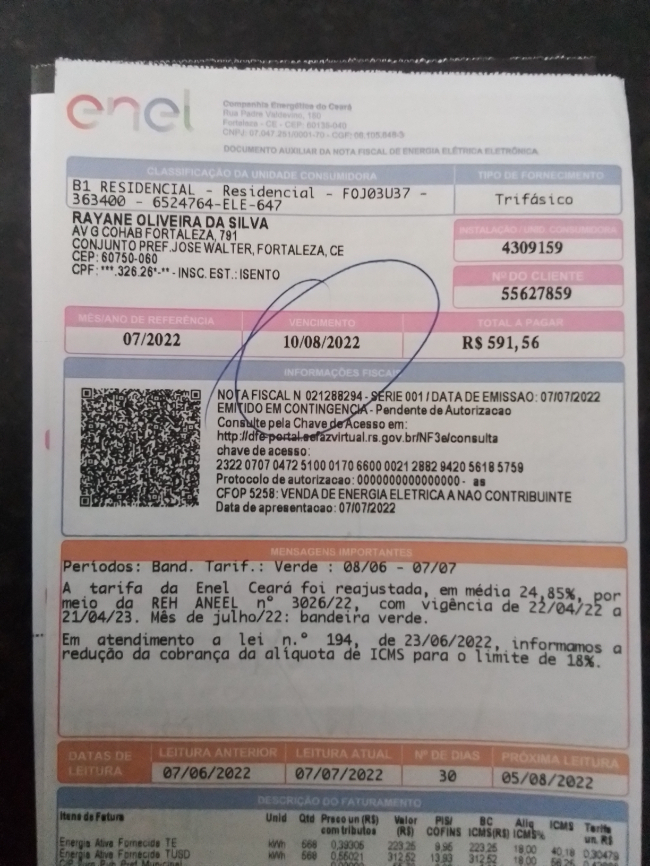 enel
Companhia Energética do Ceará
Rua Padre Valdevino, 150
Fortaleza - CE - CEP: 60135-040
CNPJ: 07.047.251/0001-70 - CGF: 06.105.848-3
DOCUMENTO AUXILIAR DA NOTA FISCAL DE ENERGIA ELÉTRICA ELETRÔNICA
CLASSIFICAÇÃO DA UNIDADE CONSUMIDORA
TIPO DE FORNECIMENTO
B1 RESIDENCIAL - Residencial - FOJ03U37 -
363400 - 6524764-ELE-647
Trifásico
RAYANE OLIVEIRA DA SILVA
AV G COHAB FORTALEZA, 791
CONJUNTO PREF.JOSE WALTER, FORTALEZA, CE
CEP: 60750-060
CPF: ***.326.26*-** - INSC. EST.: ISENTO
INSTALAÇÃO / UNID. CONSUMIDORA
4309159
Nº DO CLIENTE
55627859
MÊS/ANO DE REFERÊNCIA
VENCIMENTO
TOTAL A PAGAR
07/2022
10/08/2022
R$ 591,56
INFORMAÇÕES FISCAIS
NOTA FISCAL N 021288294 - SERIE 001 / DATA DE EMISSAO: 07/07/2022
EMITIDO EM CONTINGENCIA - Pendente de Autorizacao
Consulte pela Chave de Acesso em:
http://dfe-portal.sefazvirtual.rs.gov.br/NF3e/consulta
chave de acesso:
2322 0707 0472 5100 0170 6600 0021 2882 9420 5618 5759
Protocolo de autorizacao: 0000000000000000 - as
CFOP 5258: VENDA DE ENERGIA ELETRICA A NAO CONTRIBUINTE
Data de apresentacao: 07/07/2022
MENSAGENS IMPORTANTES
Períodos: Band. Tarif.: Verde : 08/06 - 07/07
A tarifa da Enel Ceará foi reajustada, em média 24,85%, por
meio da REH ANEEL nº 3026/22, com vigência de 22/04/22 a
21/04/23. Mês de julho/22: bandeira verde.
Em atendimento a lei n.º 194, de 23/06/2022, informamos a
redução da cobrança da alíquota de ICMS para o limite de 18%.
DATAS DE
LEITURA
LEITURA ANTERIOR
LEITURA ATUAL
Nº DE DIAS
PRÓXIMA LEITURA
07/06/2022
07/07/2022
30
05/08/2022
DESCRIÇÃO DO FATURAMENTO
Itens de Fatura
Unid
Qtd
Preço un (R$)
com tributos
Valor
(R$)
PIS/
COFINS
BC
ICMS(R$)
Aliq
ICMS%
ICMS
Tarifa
un. R$
Energia Ativa Fornecida TE kWh 568 0,39305 223,25 9,95 223,25 18,00 40,18 0,30479
Energia Ativa Fornecida TUSD kWh 568 0,55021 312,52 13,93 312,52 18,00